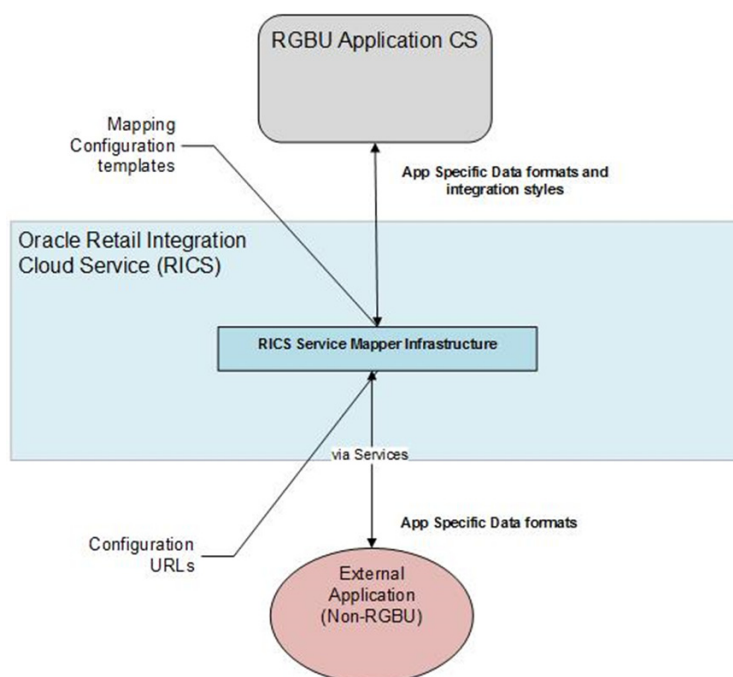 RGBU Application CS
Mapping
Configuration
templates
App Specific Data formats and
integration styles
Oracle Retail Integration
Cloud Service (RICS)
RICS Service Mapper Infrastructure
via Services
App Specific Data formats
Configuration
URLs
External
Application
(Non-RGBU)